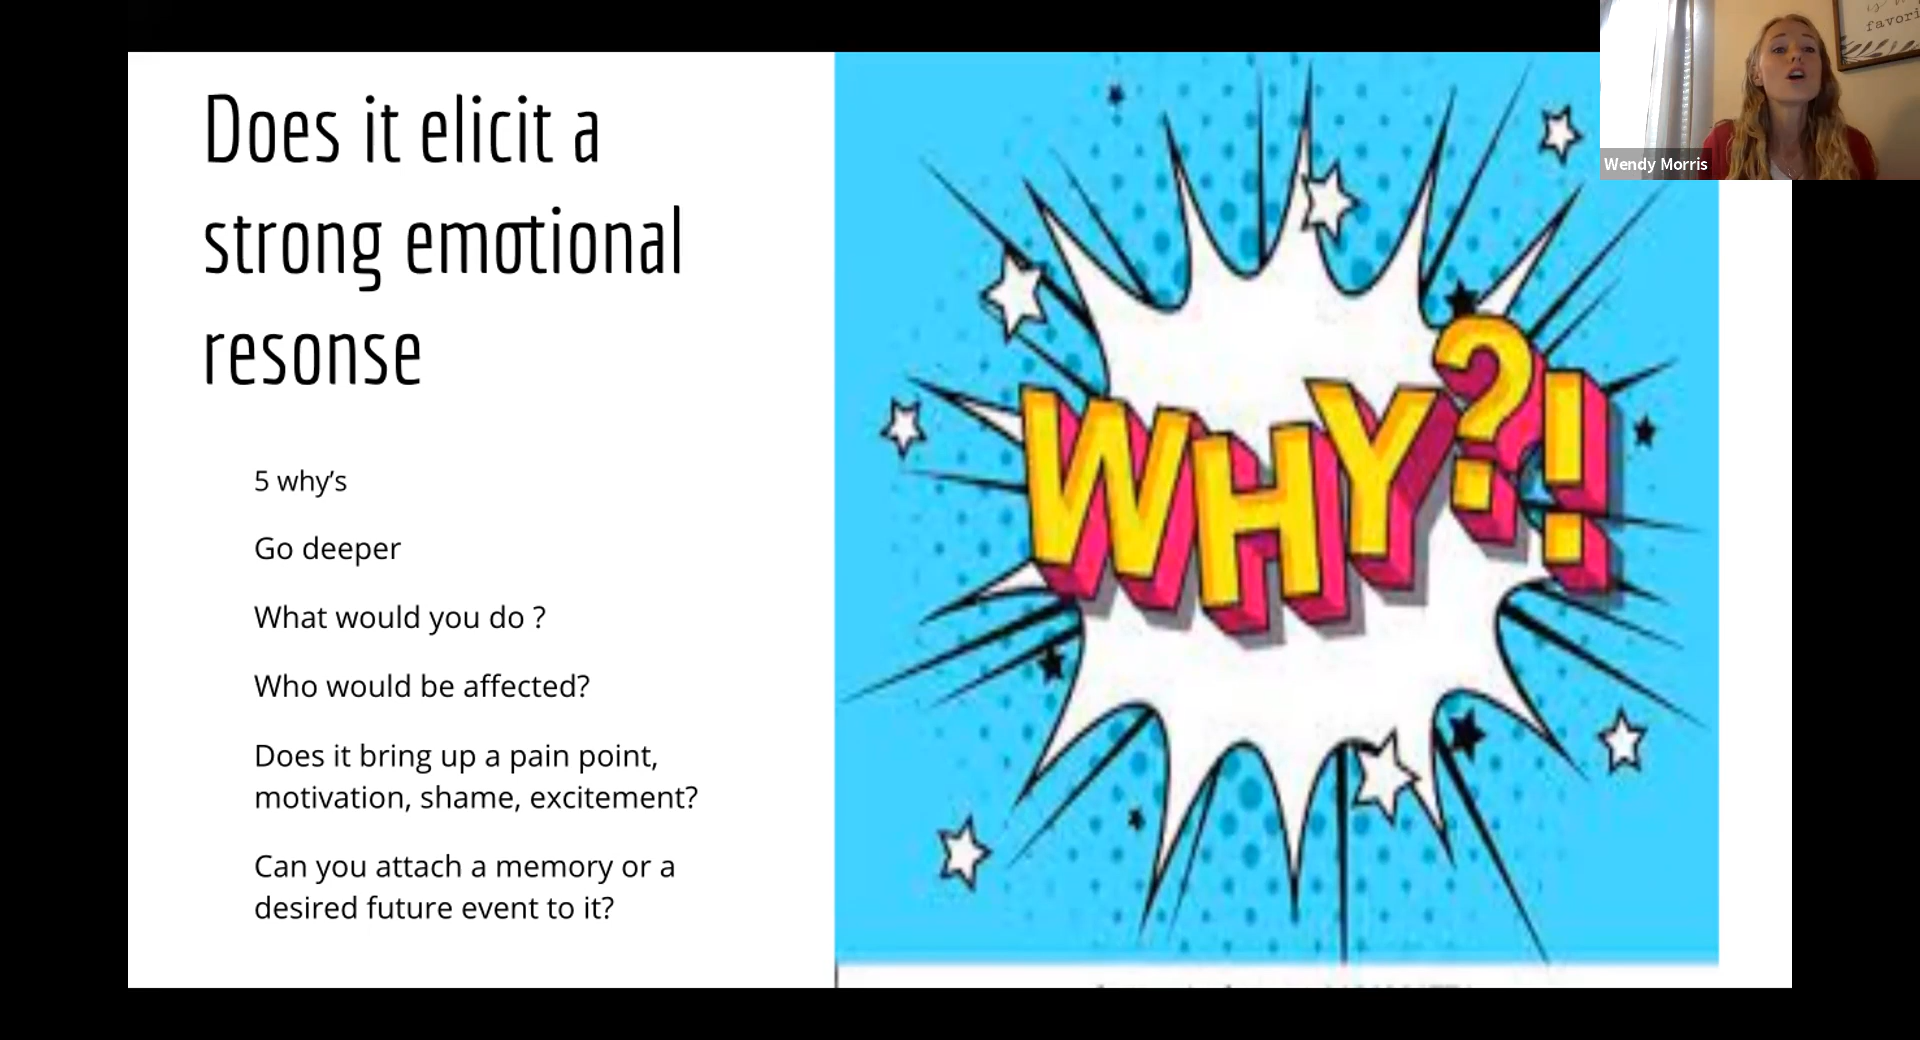 Does it elicit a
strong emotional
resonse
5 why’s
Go deeper
What would you do ?
Who would be affected?
Does it bring up a pain point,
motivation, shame, excitement?
Can you attach a memory or a
desired future event to it?
WHY?!
favori
Wendy Morris